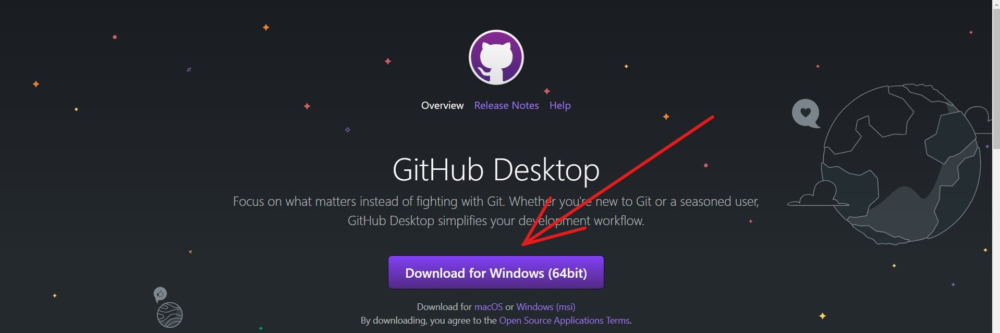 Overview Release Notes Help
GitHub Desktop
Focus on what matters instead of fighting with Git. Whether you're new to Git or a seasoned user,
GitHub Desktop simplifies your development workflow.
Download for Windows (64bit)
Download for macOS or Windows (msi)
By downloading, you agree to the Open Source Applications Terms.